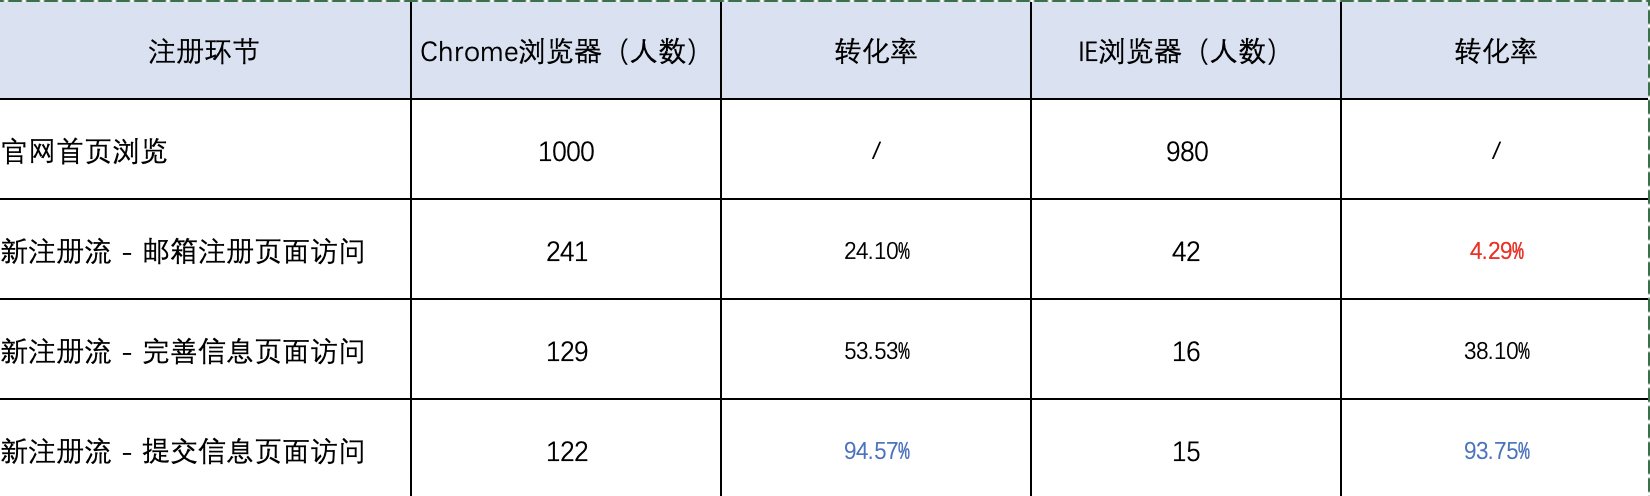 注册环节 Chrome浏览器（人数） 转化率 IE浏览器（人数） 转化率
官网首页浏览 1000 / 980 /
新注册流 - 邮箱注册页面访问 241 24.10% 42 4.29%
新注册流 - 完善信息页面访问 129 53.53% 16 38.10%
新注册流 - 提交信息页面访问 122 94.57% 15 93.75%